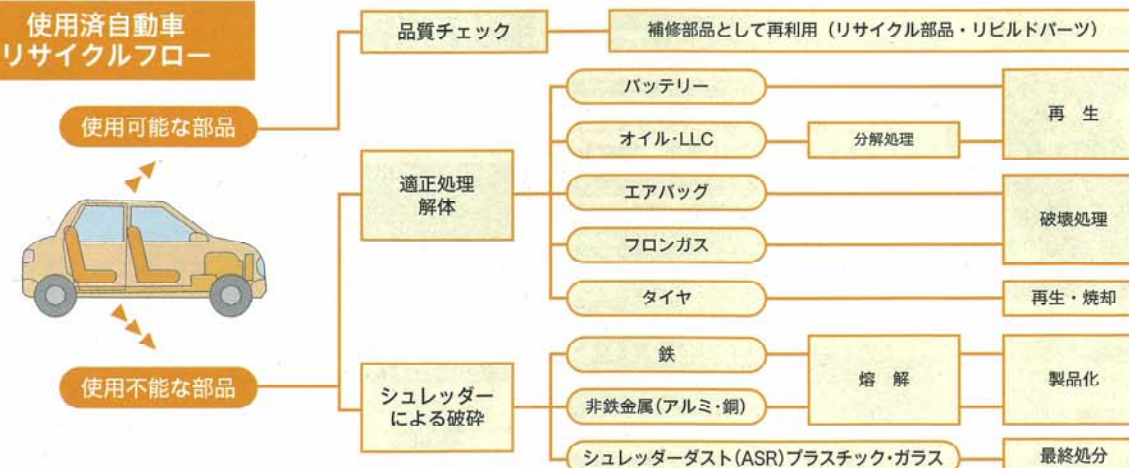 使用済自動車
リサイクルフロー
品質チェック
補修部品として再利用（リサイクル部品・リビルドパーツ）
使用可能な部品
適正処理
解体
バッテリー
オイル・LLC
分解処理
再 生
エアバッグ
フロンガス
破壊処理
タイヤ
再生・焼却
使用不能な部品
シュレッダー
による破砕
鉄
非鉄金属（アルミ・銅）
熔 解
製品化
シュレッダーダスト（ASR）プラスチック・ガラス
最終処分